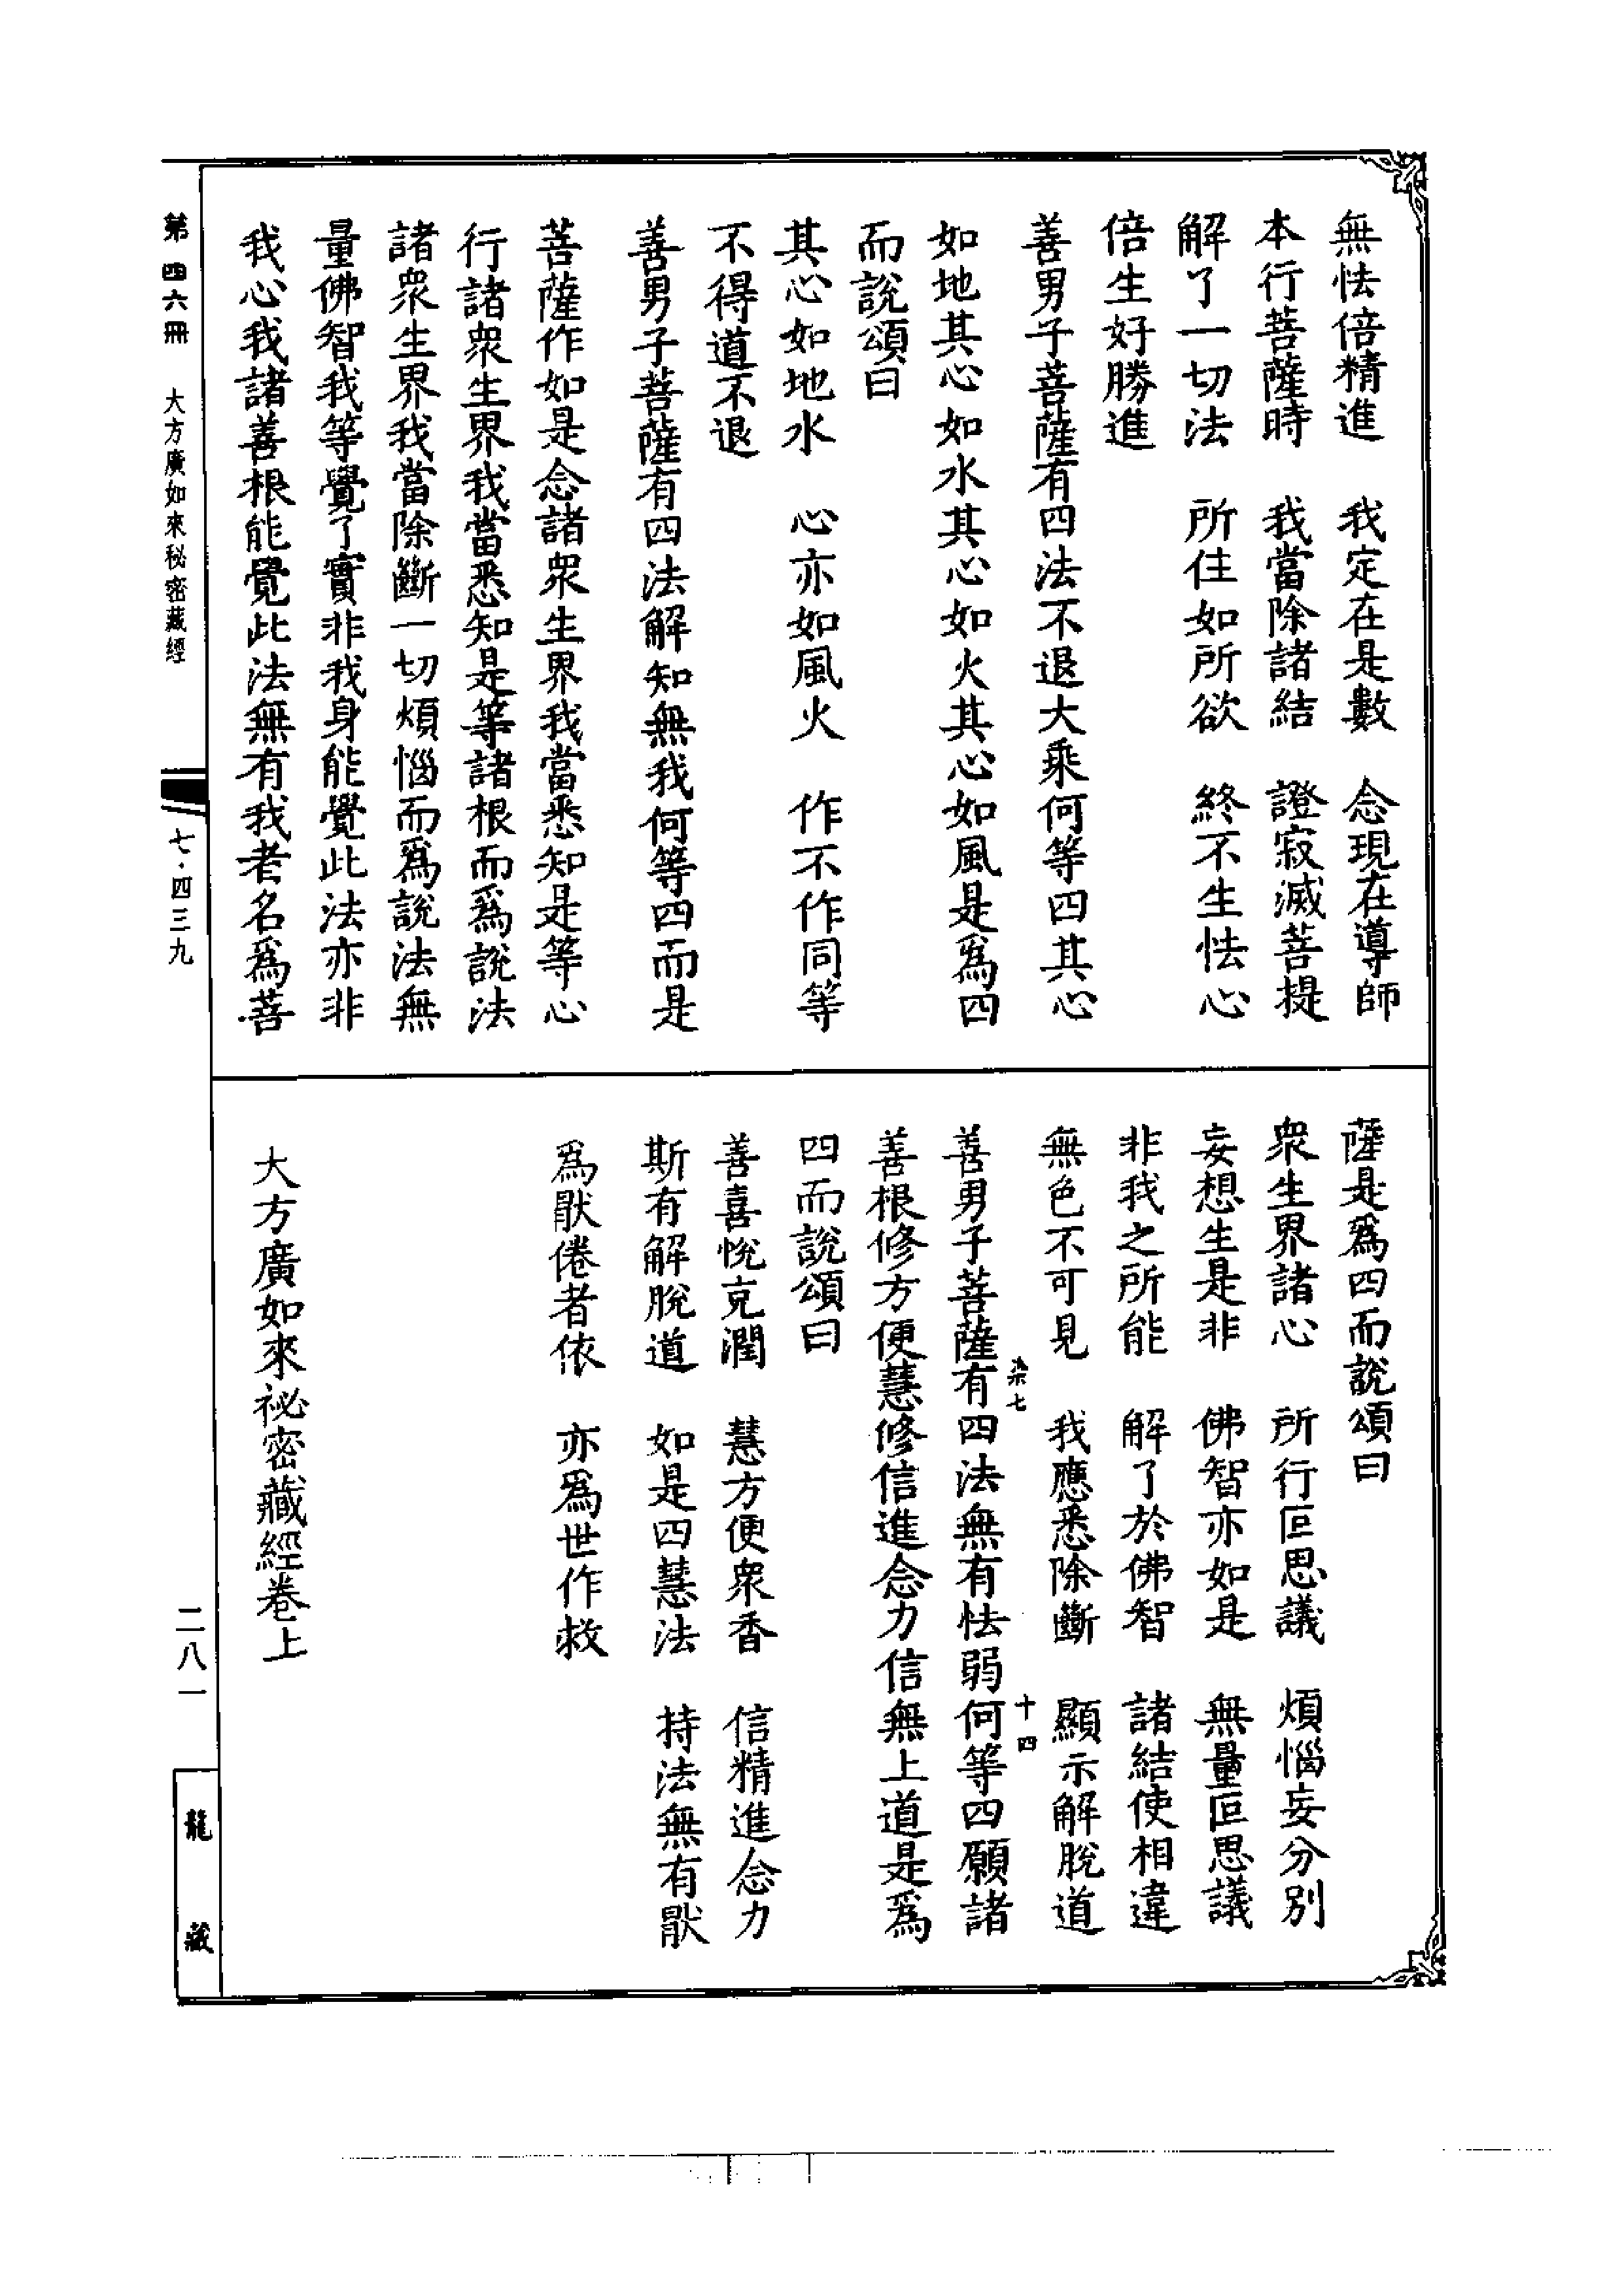 無怯倍精進　我定在是數　念現在導師
本行菩薩時　我當除諸結　證寂滅菩提
解了一切法　所住如所欲　終不生怯心
倍生好勝進
善男子菩薩有四法不退大乘何等四其心
如地其心如水其心如火其心如風是爲四
而說頌曰
其心如地水　心亦如風火　作不作同等
不得道不退
善男子菩薩有四法解知無我何等四而是
菩薩作如是念諸衆生界我當悉知是等心
行諸衆生界我當悉知是等諸根而爲說法
諸衆生界我當除斷一切煩惱而爲說法無
量佛智我等覺了實非我身能覺此法亦非
我心我諸善根能覺此法無有我者名爲菩
薩是爲四而說頌曰
衆生界諸心　所行叵思議　煩惱妄分別
妄想生是非　佛智亦如是　無量叵思議
非我之所能　解了於佛智　諸結使相違
無色不可見　我應悉除斷　顯示解脫道
染七　十四
善男子菩薩有四法無有怯弱何等四願諸
善根修方便慧修信進念力信無上道是爲
四而說頌曰
善喜悅克潤　慧方便衆香　信精進念力
斯有解脫道　如是四慧法　持法無有猒
爲猒倦者依　亦爲世作救
大方廣如來祕密藏經卷上
第四六冊　大方廣如來秘密藏經
七·四三九
二八一
龍藏